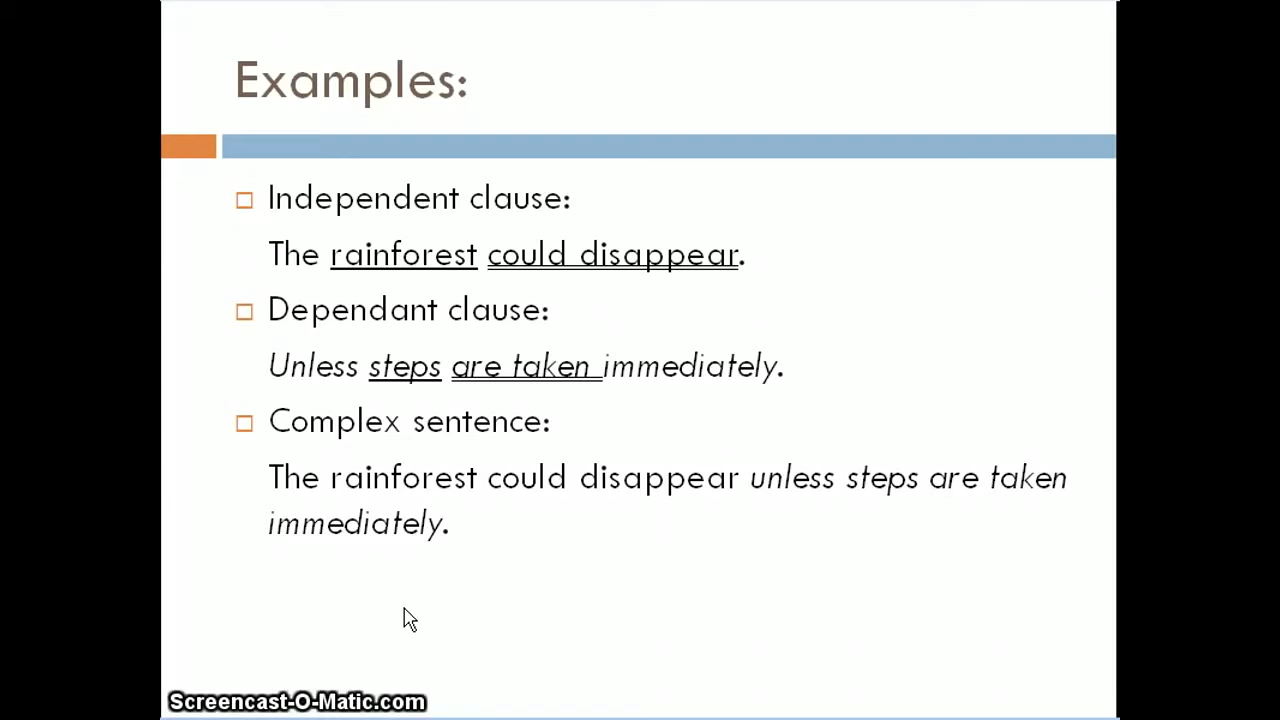 Examples:
Independent clause:
The rainforest could disappear.
Dependant clause:
Unless steps are taken immediately.
Complex sentence:
The rainforest could disappear unless steps are taken
immediately.
Screencast-O-Matic.com